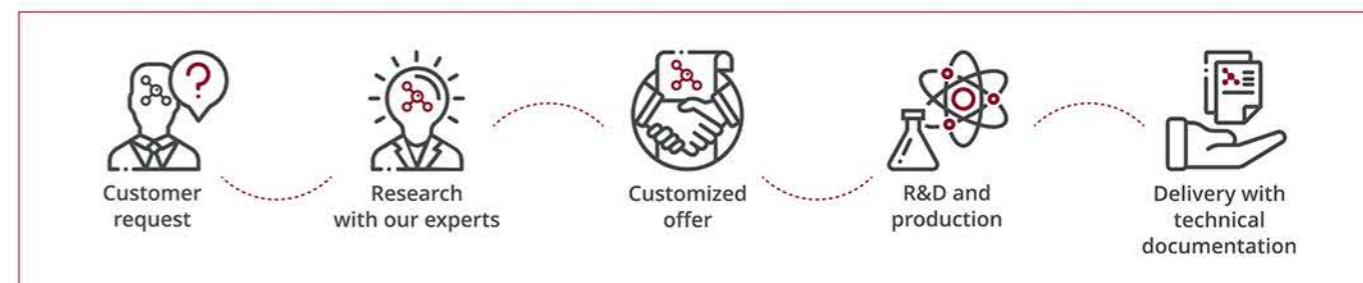 ?
Customer
request
Research
with our experts
Customized
offer
R&D and
production
Delivery with
technical
documentation